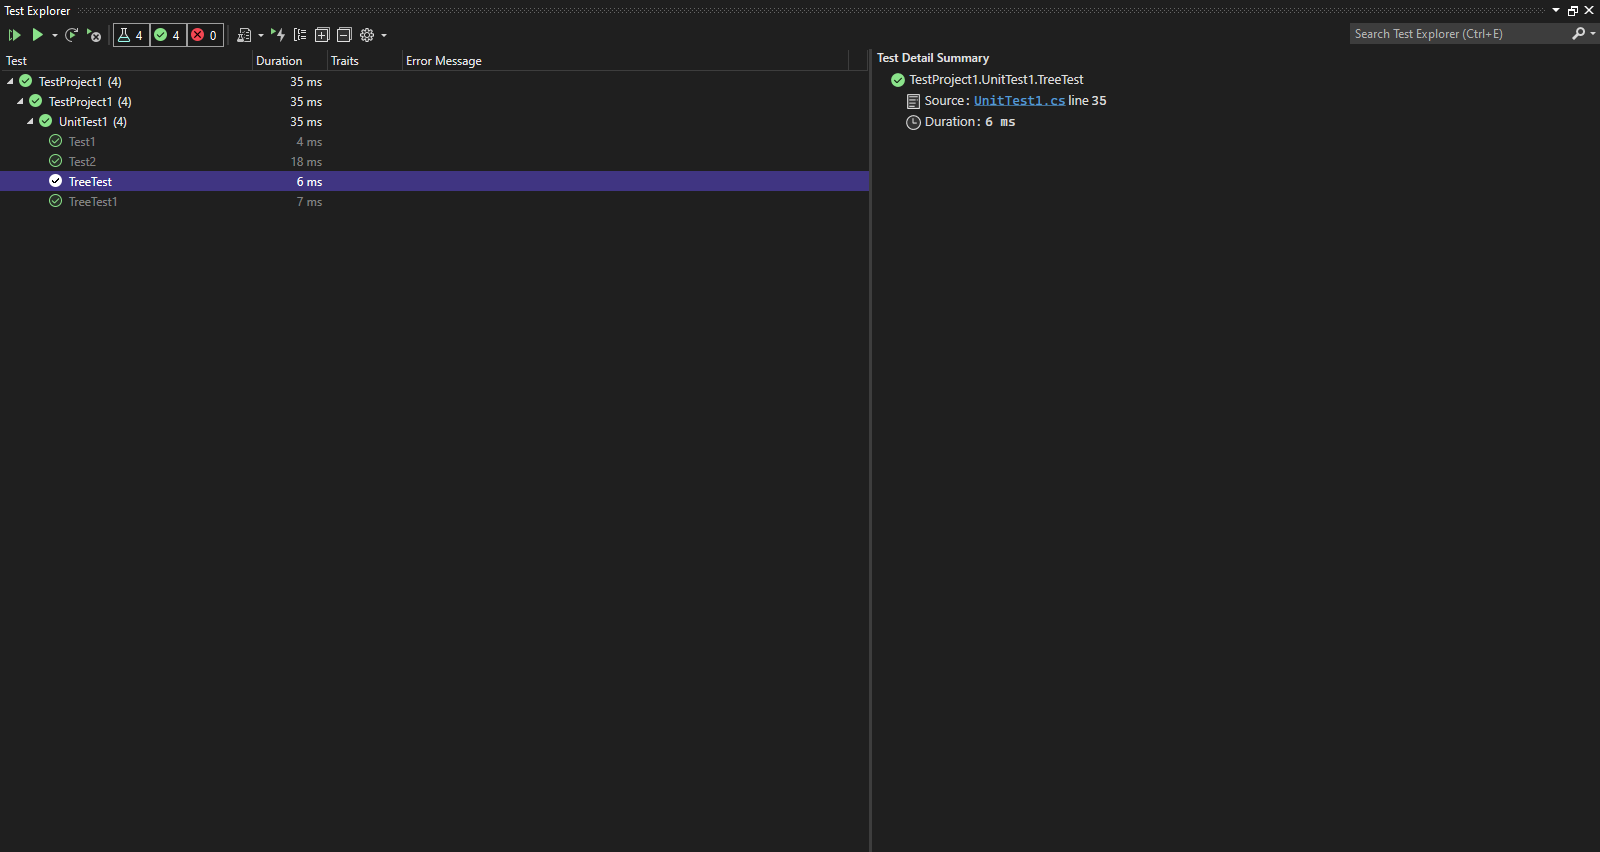 Test Explorer
4 4 0
Search Test Explorer (Ctrl+E)
Test Duration Traits Error Message
TestProject1 (4) 35 ms
TestProject1 (4) 35 ms
UnitTest1 (4) 35 ms
Test1 4 ms
Test2 18 ms
TreeTest 6 ms
TreeTest1 7 ms
Test Detail Summary
TestProject1.UnitTest1.TreeTest
Source: UnitTest1.cs line 35
Duration: 6 ms